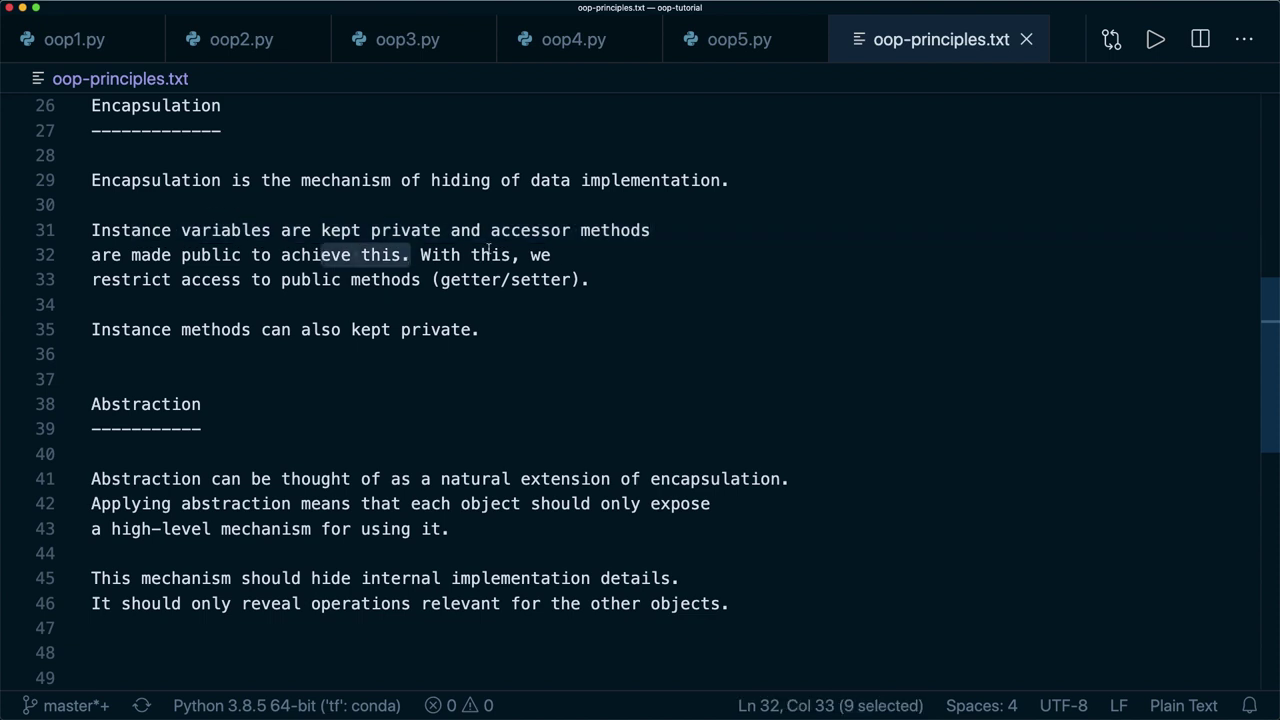 oop-principles.txt — oop-tutorial
oop1.py oop2.py oop3.py oop4.py oop5.py oop-principles.txt
oop-principles.txt
26 Encapsulation
27 -------------
28
29 Encapsulation is the mechanism of hiding of data implementation.
30
31 Instance variables are kept private and accessor methods
32 are made public to achieve this. With this, we
33 restrict access to public methods (getter/setter).
34
35 Instance methods can also kept private.
36
37
38 Abstraction
39 -----------
40
41 Abstraction can be thought of as a natural extension of encapsulation.
42 Applying abstraction means that each object should only expose
43 a high-level mechanism for using it.
44
45 This mechanism should hide internal implementation details.
46 It should only reveal operations relevant for the other objects.
47
48
49
master*+ Python 3.8.5 64-bit ('tf': conda) 0 0 Ln 32, Col 33 (9 selected) Spaces: 4 UTF-8 LF Plain Text